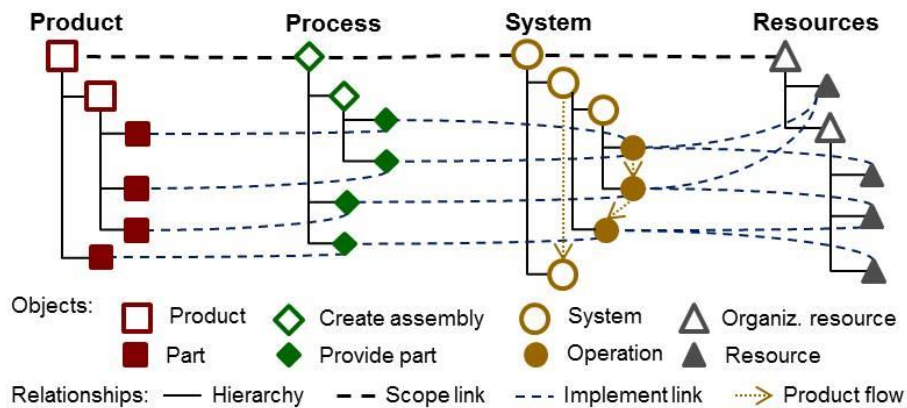 Product Process System Resources
Objects:
Product Create assembly System Organiz. resource
Part Provide part Operation Resource
Relationships: Hierarchy Scope link Implement link Product flow